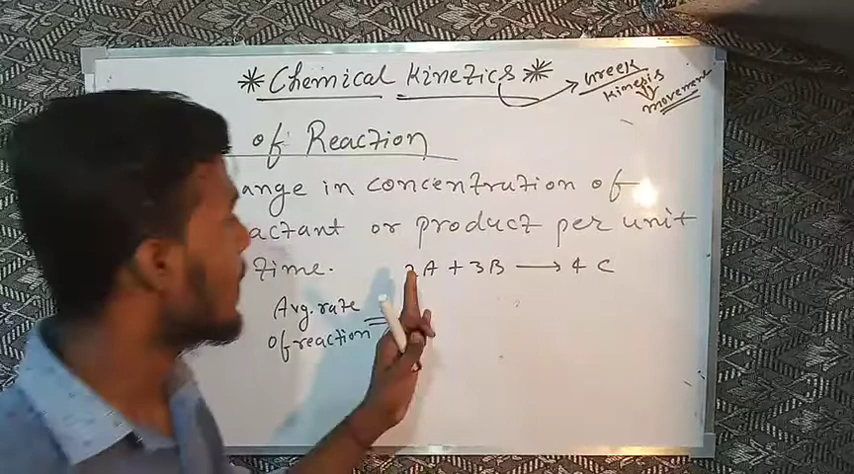 * Chemical Kinetics *
Greek
Kinesis
movement
of Reaction
ange in concentration of
actant or product per unit
time.
2A + 3B → 4C
Avg. rate
of reaction =